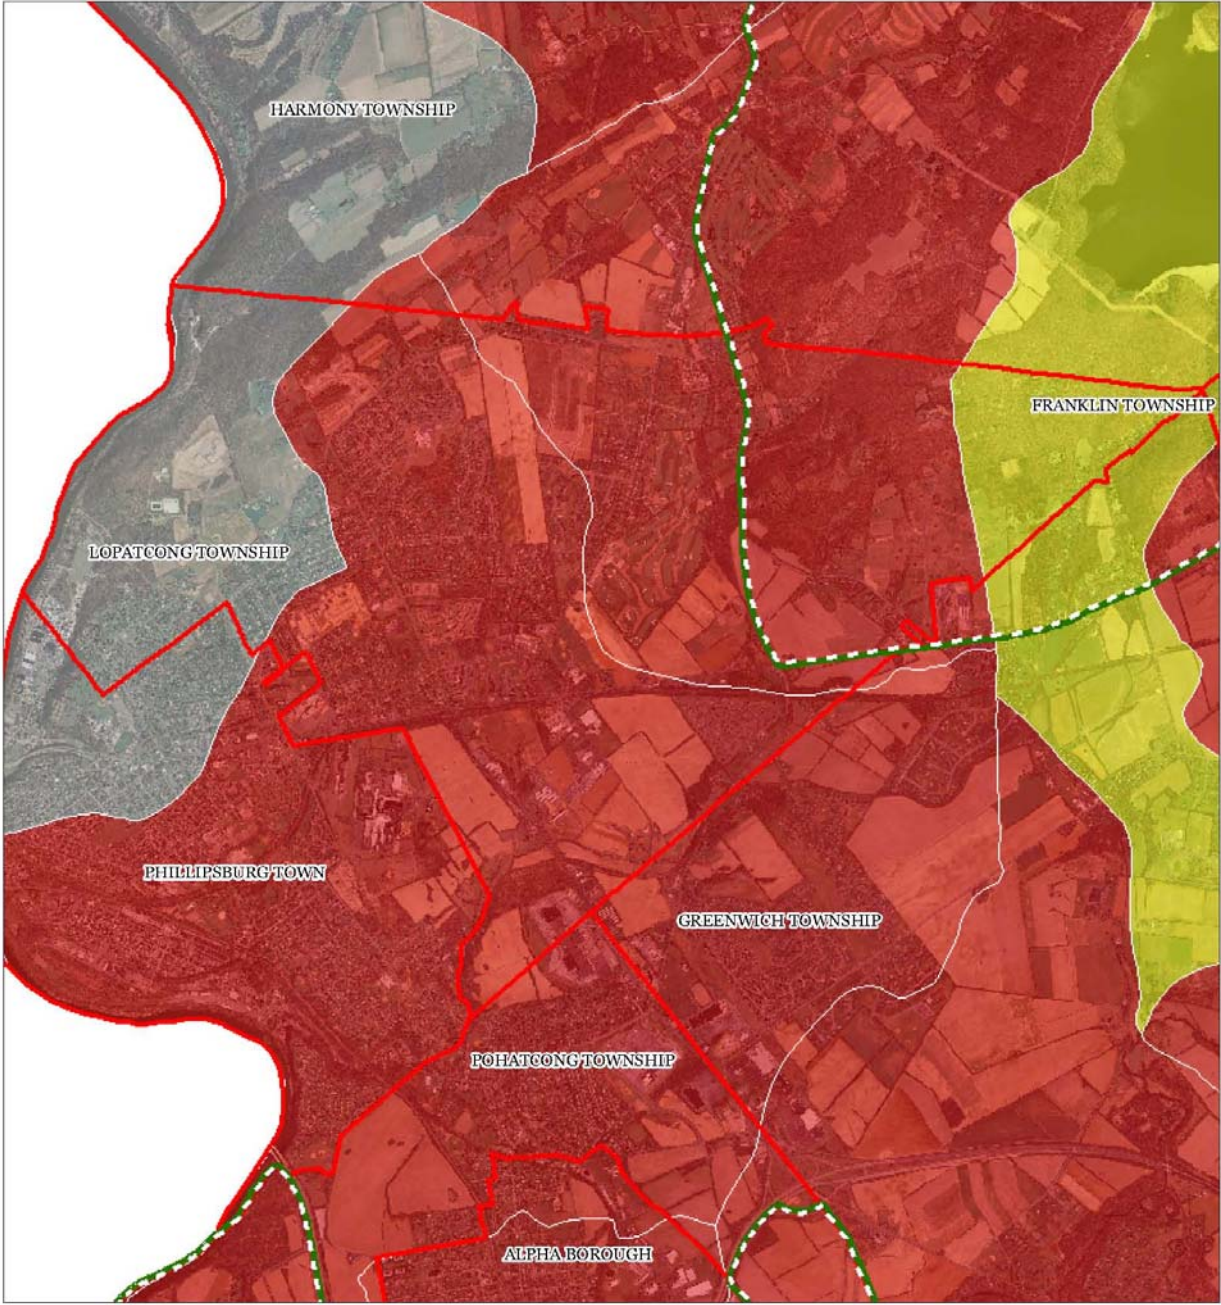 HARMONY TOWNSHIP
FRANKLIN TOWNSHIP
LOPATCONG TOWNSHIP
PHILLIPSBURG TOWN
GREENWICH TOWNSHIP
POHATCONG TOWNSHIP
ALPHA BOROUGH